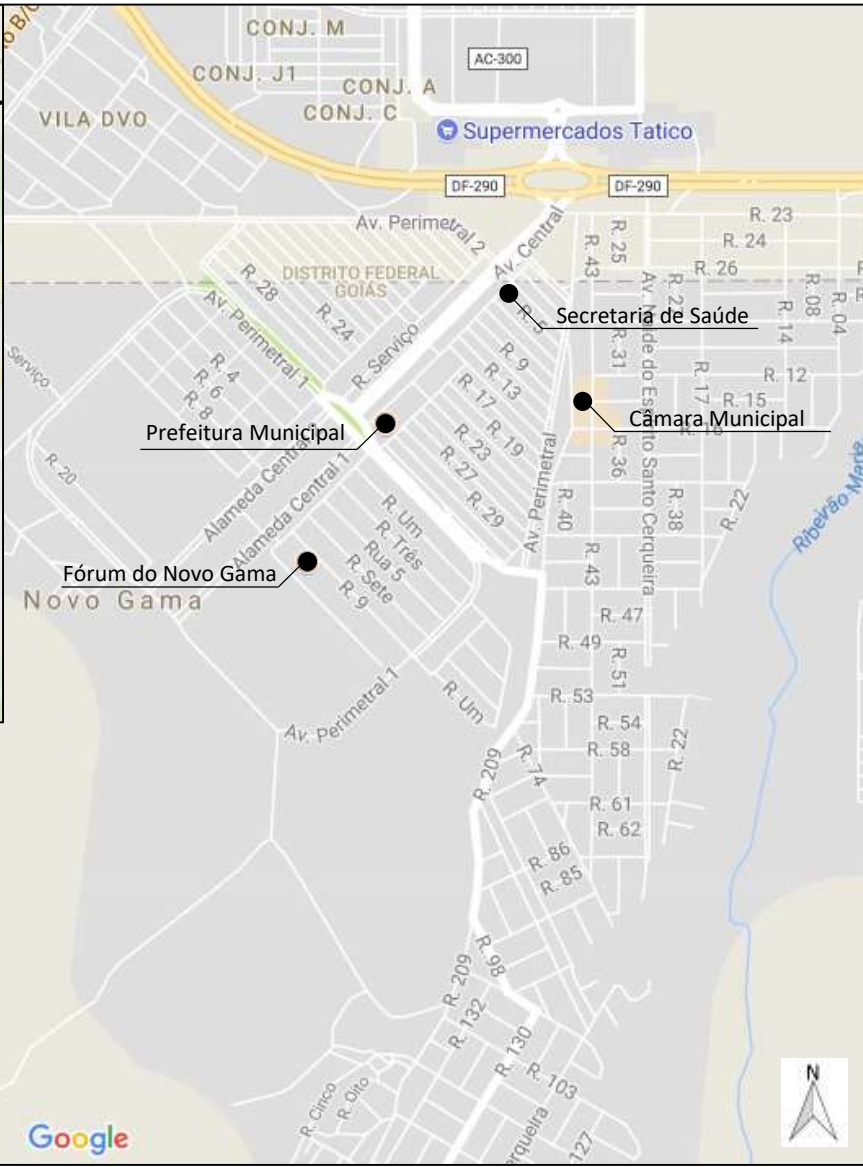 CONJ. M
AC-300
CONJ. J1
CONJ. A
CONJ. C
VILA DVO
Supermercados Tatico
DF-290
DF-290
Av. Perimetral 2
Av. Central
R. 23
R. 24
R. 25
R. 43
R. 26
DISTRITO FEDERAL
GOIÁS
R. 28
R. 24
Av. Perimetral 1
R. Serviço
Secretaria de Saúde
R. 31
R. 14
R. 08
R. 04
Serviço
R. 4
R. 6
R. 8
R. 9
R. 13
R. 17
R. 19
R. 23
R. 27
R. 29
R. 12
R. 17
R. 15
Câmara Municipal
Prefeitura Municipal
R. 36
R. 20
Alameda Central
Alameda Central 1
Av. Perimetral
R. 40
R. 38
R. 22
Ribeirão Maria
R. Um
R. Três
Rua 5
R. Sete
R. 9
Fórum do Novo Gama
Novo Gama
R. 43
R. 47
R. 49
R. 51
R. 53
R. 54
R. 58
R. 22
Av. Perimetral 1
R. Um
R. 209
R. 74
R. 61
R. 62
R. 86
R. 85
R. 98
R. 209
R. 132
R. 130
R. 103
R. Cinco
R. Oito
erqueira
127
N
Google